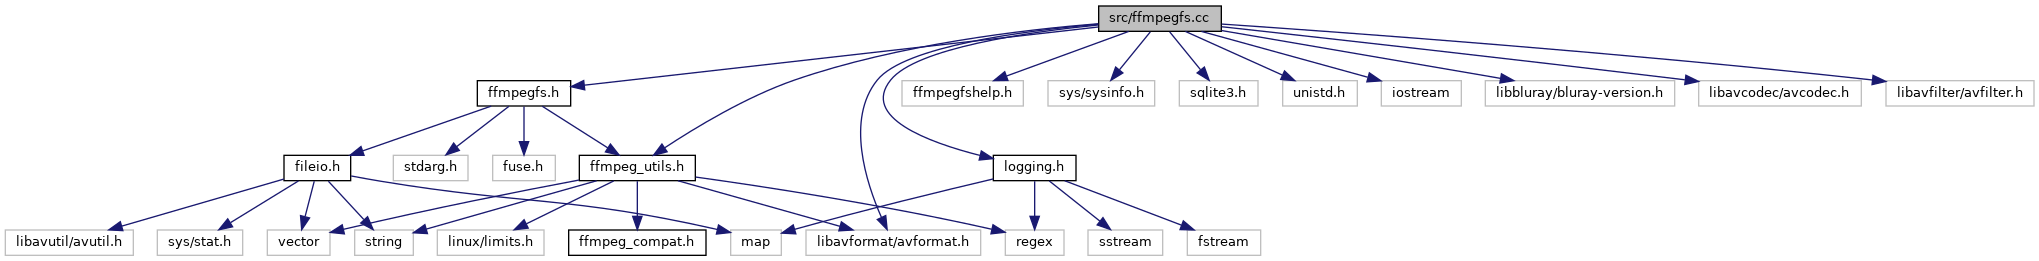 src/ffmpegfs.cc
ffmpegfs.h
ffmpegfshelp.h
sys/sysinfo.h
sqlite3.h
unistd.h
iostream
libbluray/bluray-version.h
libavcodec/avcodec.h
libavfilter/avfilter.h
fileio.h
stdarg.h
fuse.h
ffmpeg_utils.h
logging.h
libavutil/avutil.h
sys/stat.h
vector
string
linux/limits.h
ffmpeg_compat.h
map
libavformat/avformat.h
regex
sstream
fstream